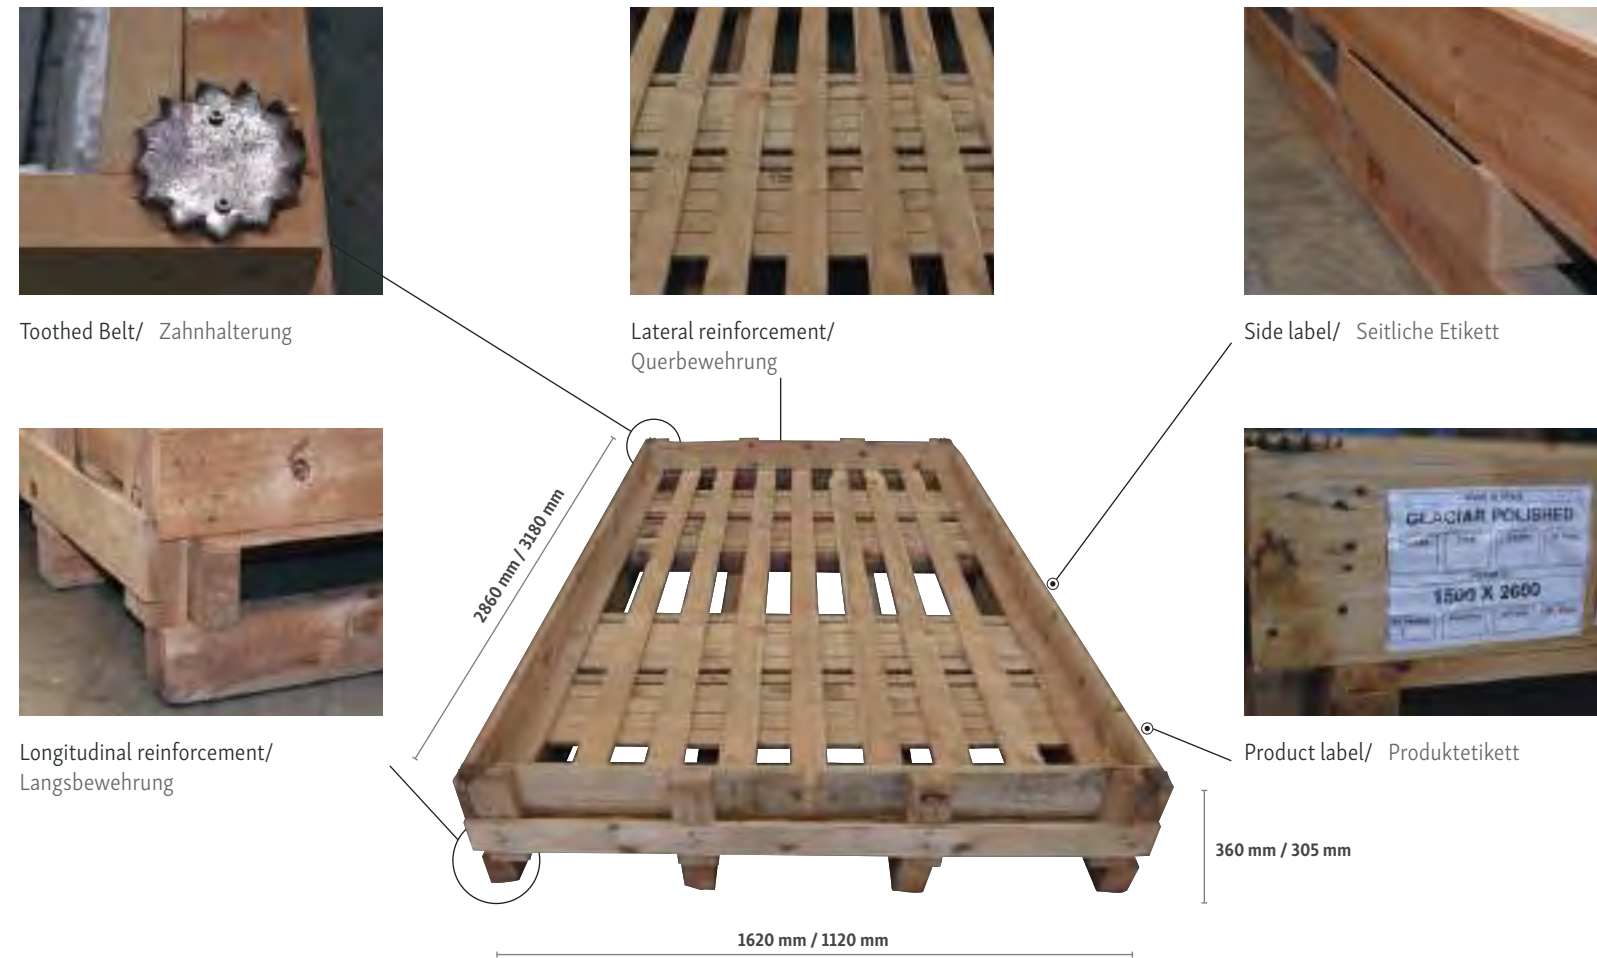 Toothed Belt/ Zahnhalterung
Lateral reinforcement/
Querbewehrung
Side label/ Seitliche Etikett
2860 mm / 3180 mm
GLACIAR POLISHED
1500 X 2600
Longitudinal reinforcement/
Langsbewehrung
Product label/ Produktetikett
360 mm / 305 mm
1620 mm / 1120 mm